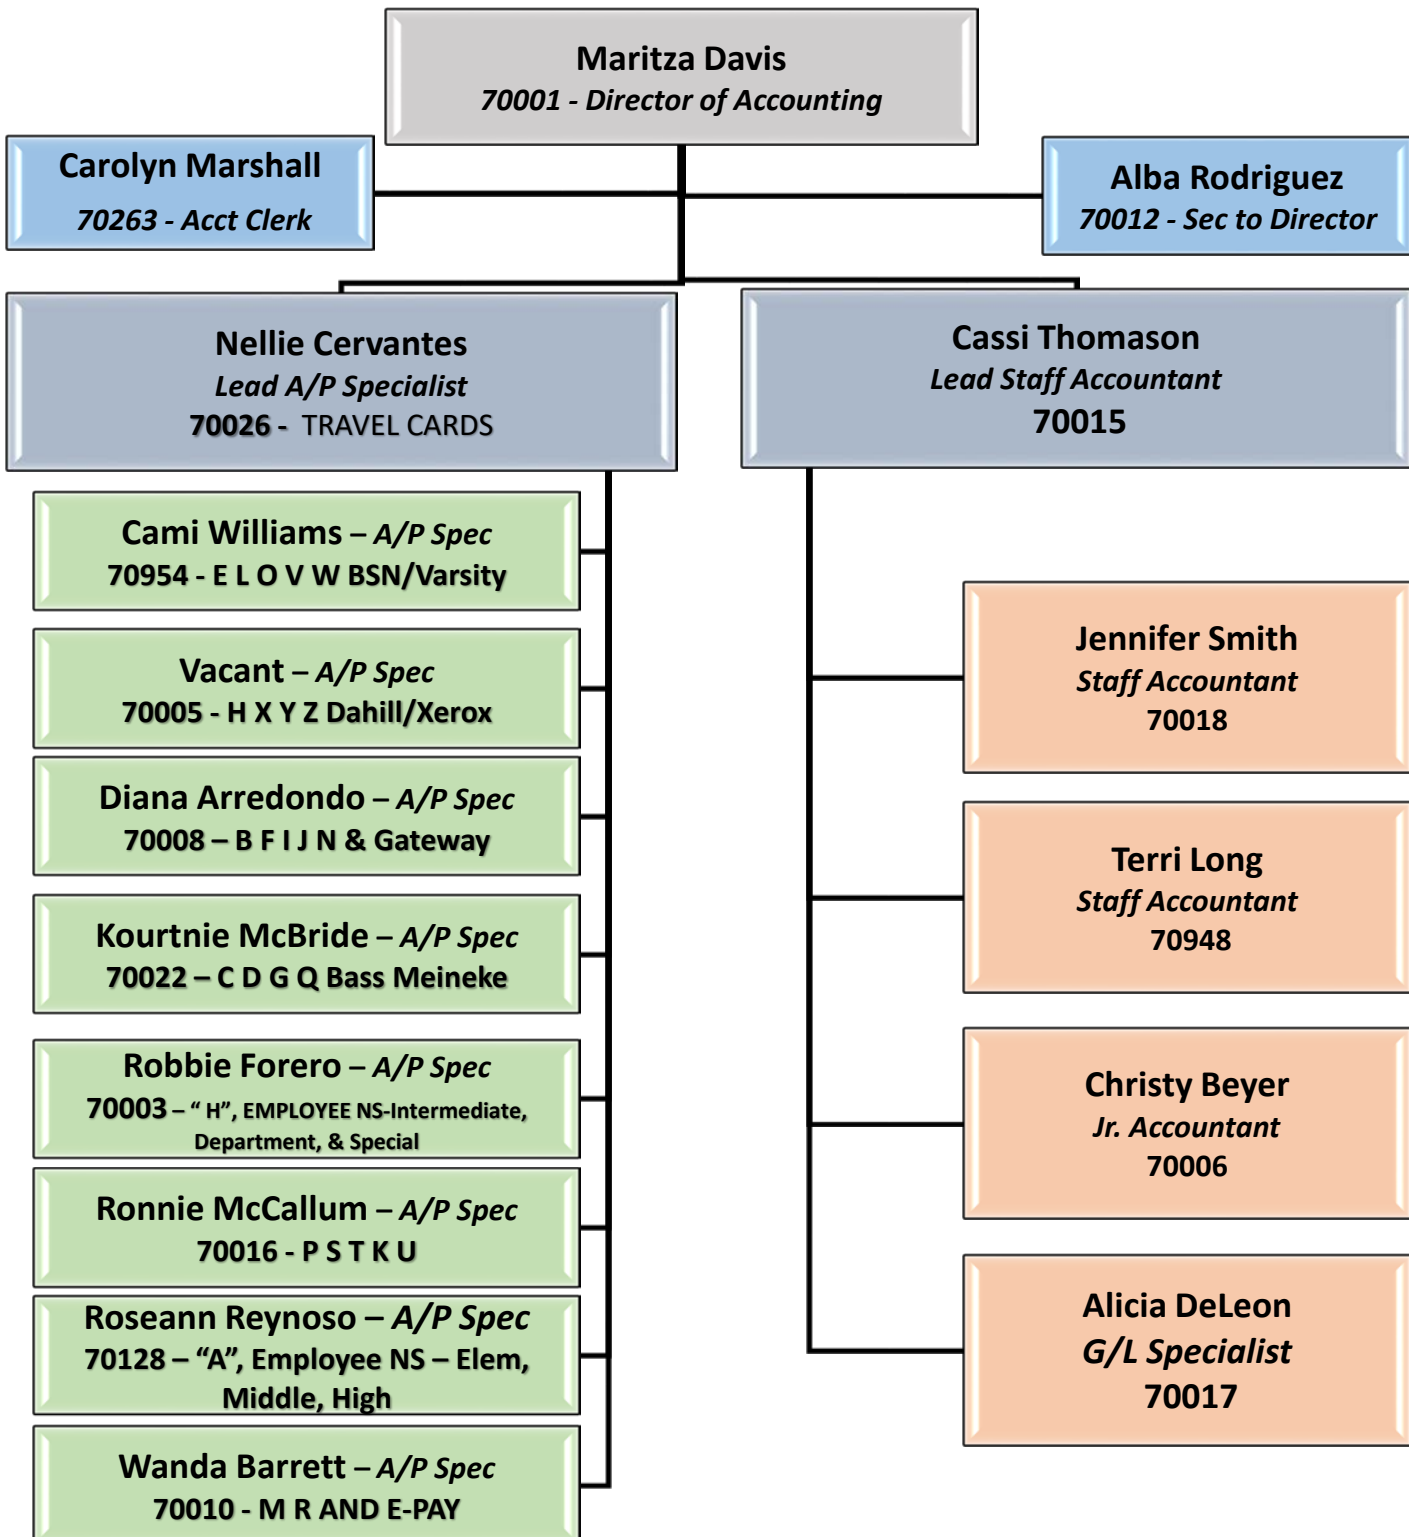 Maritza Davis
70001 - Director of Accounting
Carolyn Marshall
70263 - Acct Clerk
Alba Rodriguez
70012 - Sec to Director
Nellie Cervantes
Lead A/P Specialist
70026 - TRAVEL CARDS
Cassi Thomason
Lead Staff Accountant
70015
Cami Williams – A/P Spec
70954 - E L O V W BSN/Varsity
Vacant – A/P Spec
70005 - H X Y Z Dahill/Xerox
Diana Arredondo – A/P Spec
70008 – B F I J N & Gateway
Kourtnie McBride – A/P Spec
70022 – C D G Q Bass Meineke
Robbie Forero – A/P Spec
70003 – “ H”, EMPLOYEE NS-Intermediate,
Department, & Special
Ronnie McCallum – A/P Spec
70016 - P S T K U
Roseann Reynoso – A/P Spec
70128 – “A”, Employee NS – Elem,
Middle, High
Wanda Barrett – A/P Spec
70010 - M R AND E-PAY
Jennifer Smith
Staff Accountant
70018
Terri Long
Staff Accountant
70948
Christy Beyer
Jr. Accountant
70006
Alicia DeLeon
G/L Specialist
70017